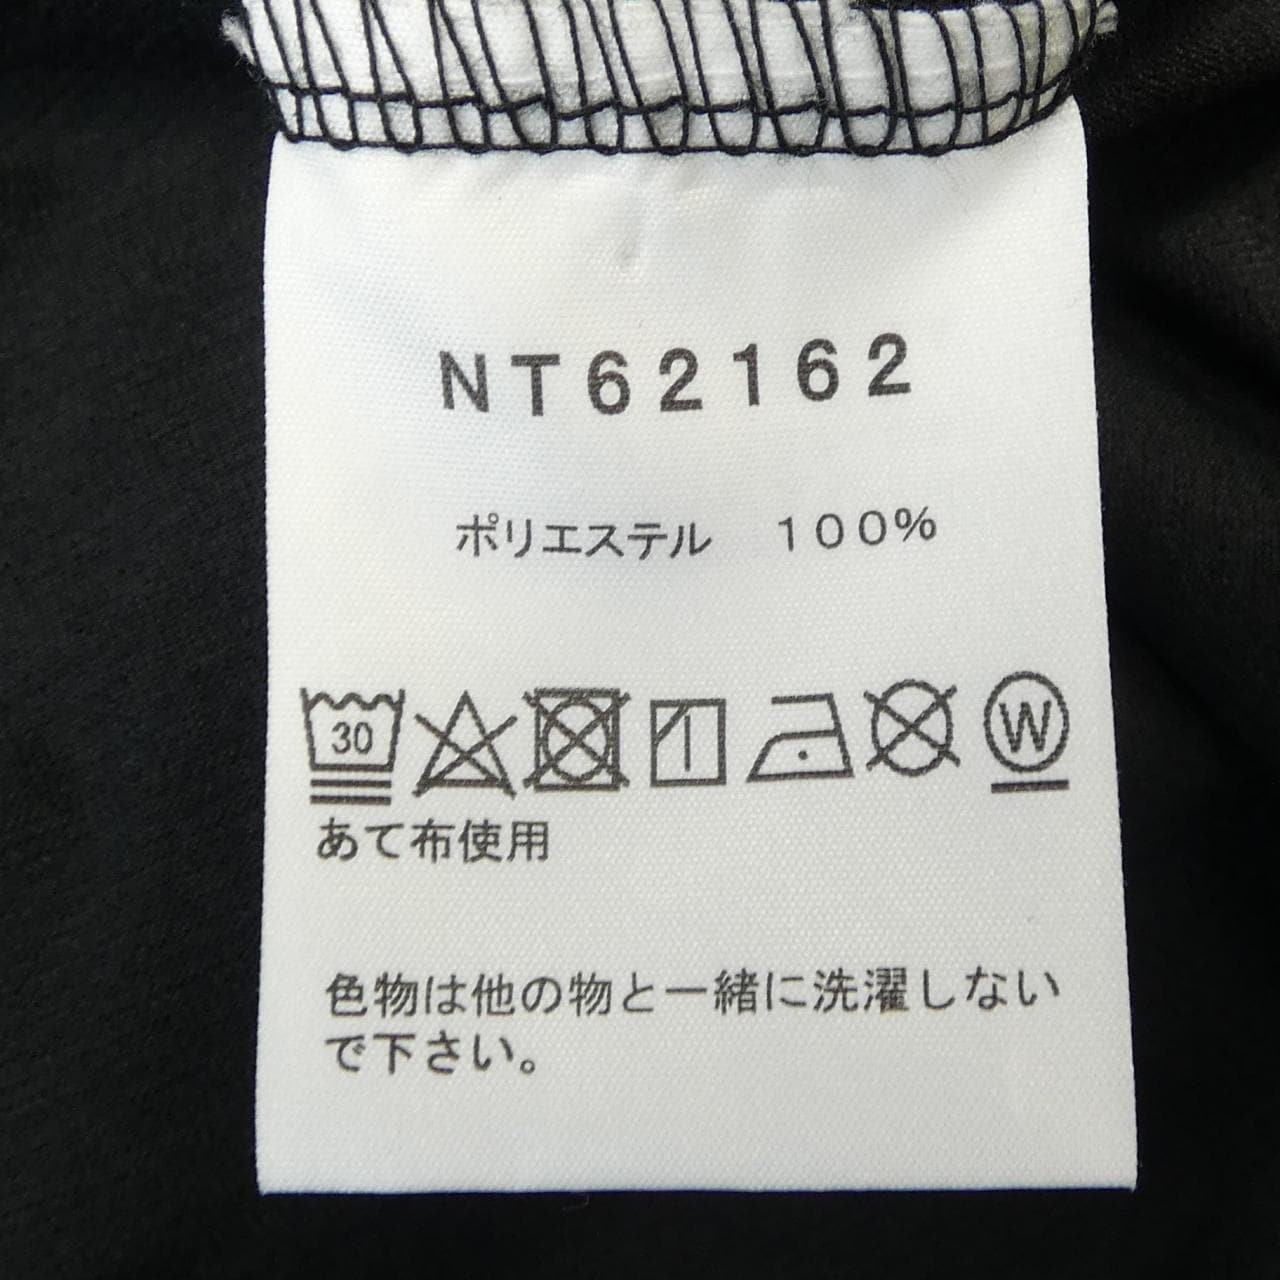 NT62162
ポリエステル 100%
30
W
あて布使用
色物は他の物と一緒に洗濯しない
で下さい。